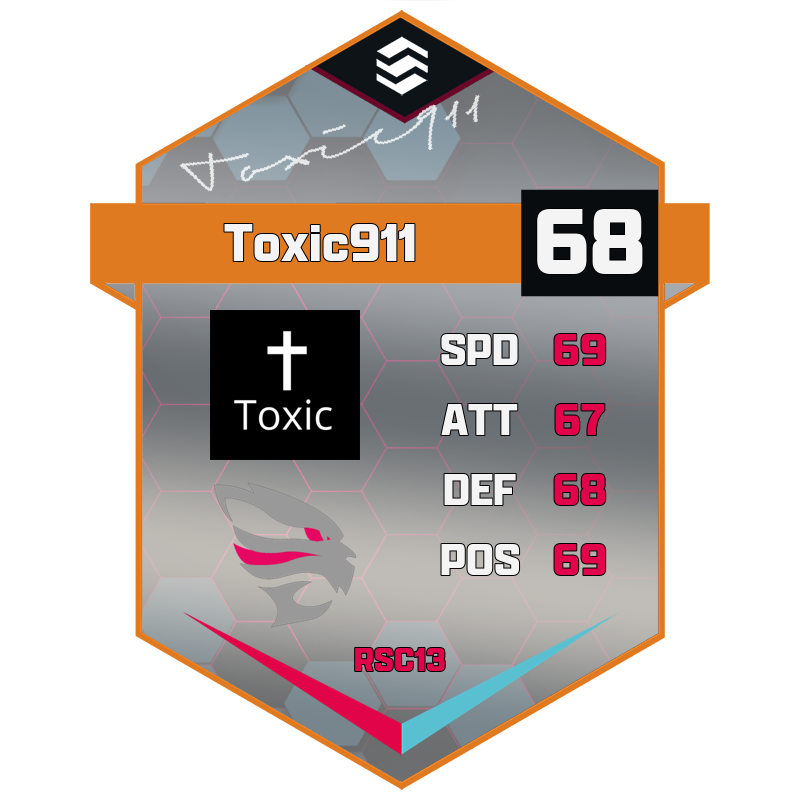 Toxic911
Toxic911
68
Toxic
SPD 69
ATT 67
DEF 68
POS 69
RSC13